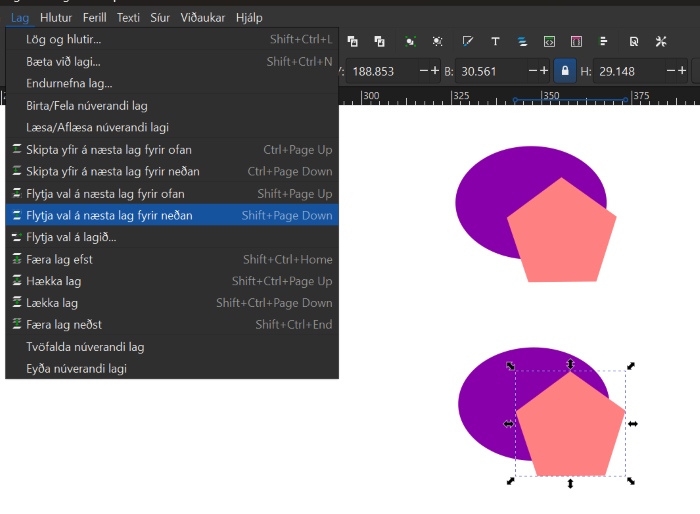 Lag Hlutur Ferill Texti Síur Viðaukar Hjálp
Lög og hlutir... Shift+Ctrl+L
Bæta við lagi... Shift+Ctrl+N
Endurnefna lag...
Birta/Fela núverandi lag
Læsa/Aflæsa núverandi lagi
Skipta yfir á næsta lag fyrir ofan Ctrl+Page Up
Skipta yfir á næsta lag fyrir neðan Ctrl+Page Down
Flytja val á næsta lag fyrir ofan Shift+Page Up
Flytja val á næsta lag fyrir neðan Shift+Page Down
Flytja val á lagið...
Færa lag efst Shift+Ctrl+Home
Hækka lag Shift+Ctrl+Page Up
Lækka lag Shift+Ctrl+Page Down
Færa lag neðst Shift+Ctrl+End
Tvöfalda núverandi lag
Eyða núverandi lagi
188.853 B: 30.561 H: 29.148
300 325 350 375